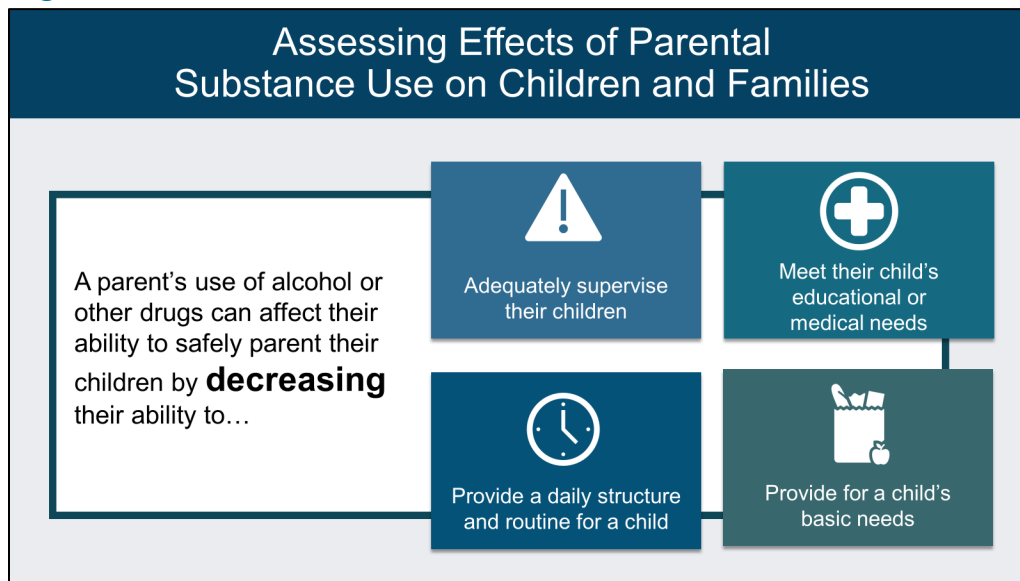 Assessing Effects of Parental
Substance Use on Children and Families
A parent’s use of alcohol or
other drugs can affect their
ability to safely parent their
children by decreasing
their ability to…
Adequately supervise
their children
Meet their child’s
educational or
medical needs
Provide a daily structure
and routine for a child
Provide for a child’s
basic needs